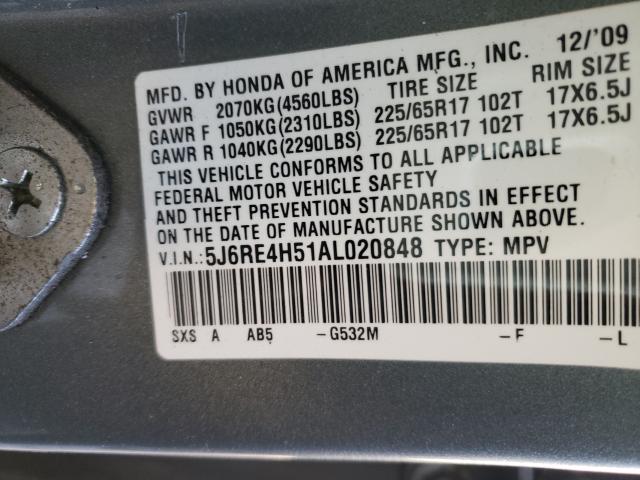 MFD. BY HONDA OF AMERICA MFG., INC. 12/'09
GVWR 2070KG(4560LBS) TIRE SIZE RIM SIZE
GAWR F 1050KG(2310LBS) 225/65R17 102T 17X6.5J
GAWR R 1040KG(2290LBS) 225/65R17 102T 17X6.5J
THIS VEHICLE CONFORMS TO ALL APPLICABLE
FEDERAL MOTOR VEHICLE SAFETY
AND THEFT PREVENTION STANDARDS IN EFFECT
ON THE DATE OF MANUFACTURE SHOWN ABOVE.
V.I.N.:5J6RE4H51AL020848 TYPE: MPV
SXS A AB5 -G532M -F -L